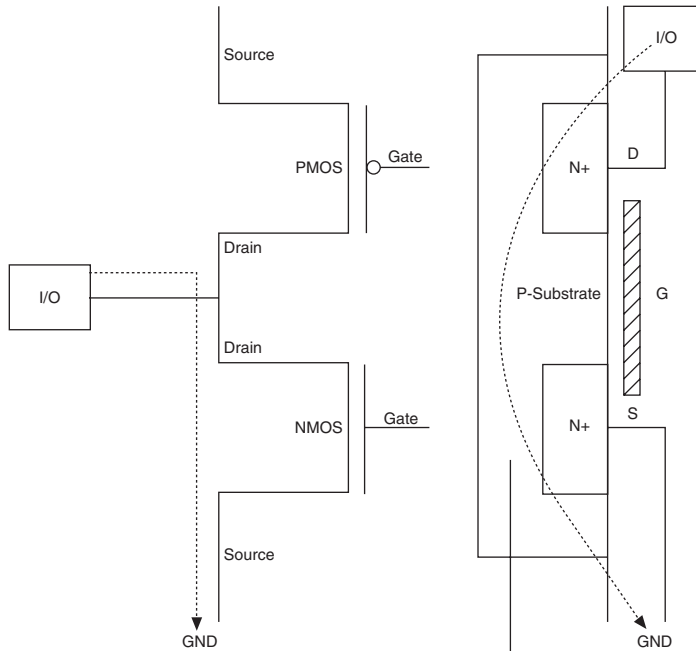 Source
PMOS
Gate
Drain
I/O
Drain
NMOS
Gate
Source
GND
I/O
D
N+
P-Substrate
G
S
N+
GND